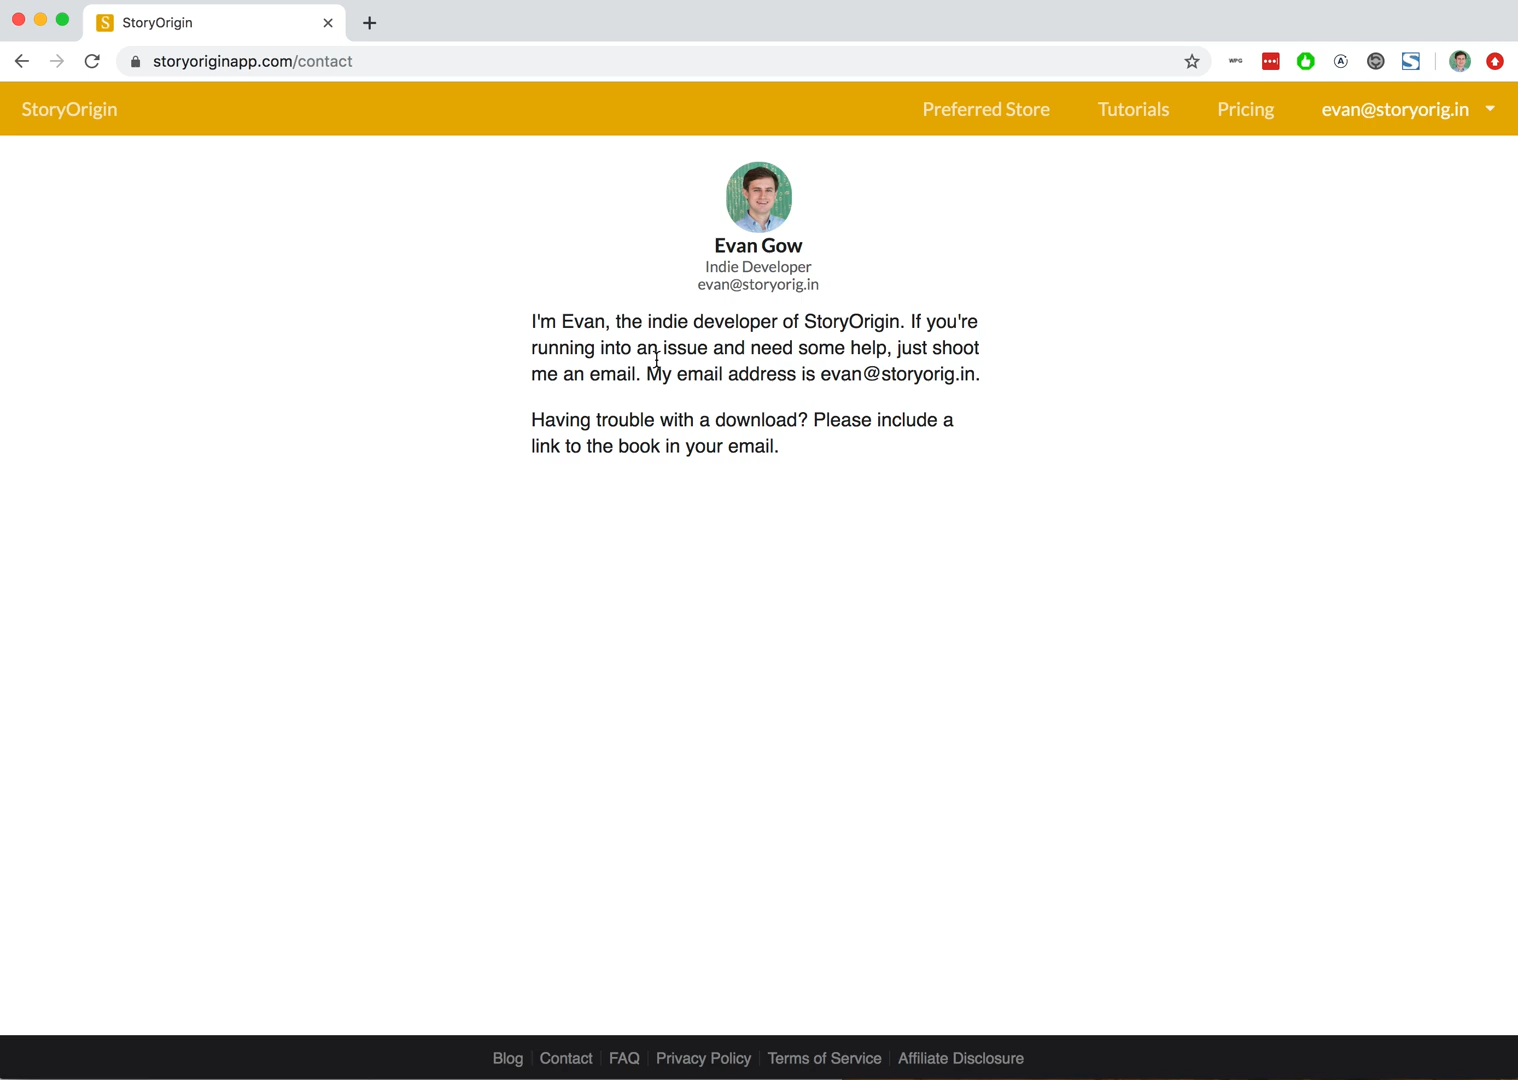 StoryOrigin
storyoriginapp.com/contact
WPG
StoryOrigin
Preferred Store
Tutorials
Pricing
evan@storyorig.in
Evan Gow
Indie Developer
evan@storyorig.in
I'm Evan, the indie developer of StoryOrigin. If you're
running into an issue and need some help, just shoot
me an email. My email address is evan@storyorig.in.
Having trouble with a download? Please include a
link to the book in your email.
Blog
Contact
FAQ
Privacy Policy
Terms of Service
Affiliate Disclosure